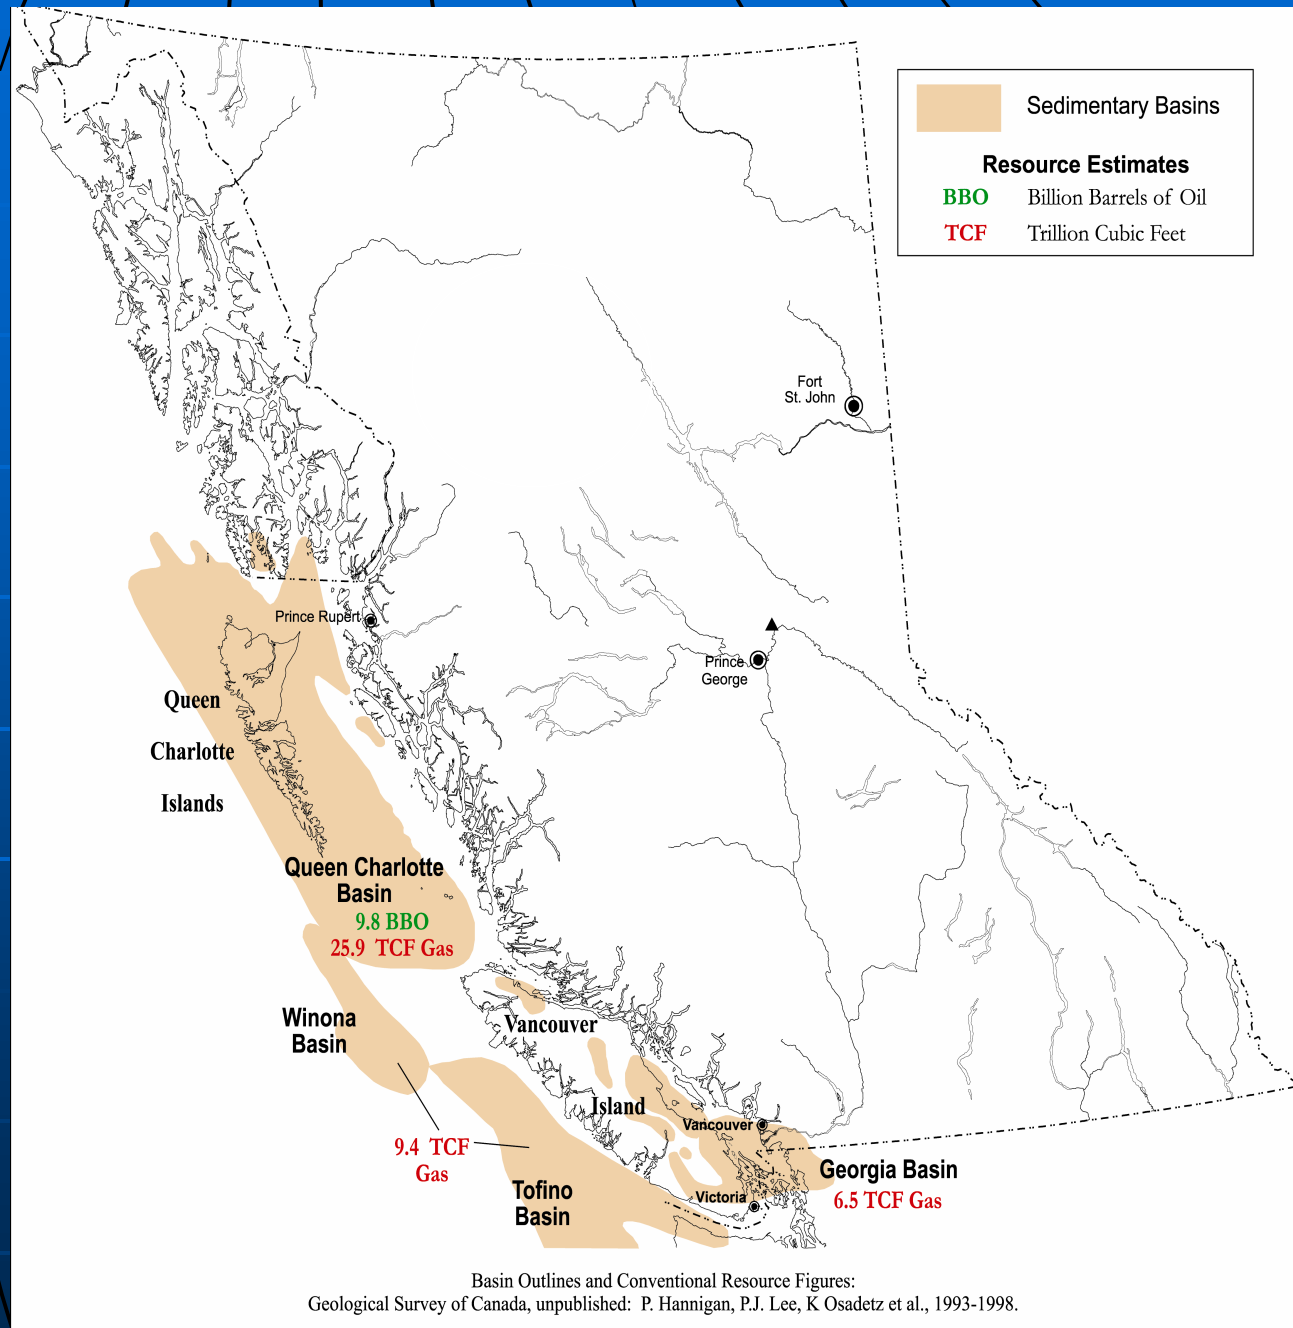 Sedimentary Basins
Resource Estimates
BBO Billion Barrels of Oil
TCF Trillion Cubic Feet
Fort
St. John
Prince Rupert
Prince
George
Queen
Charlotte
Islands
Queen Charlotte
Basin
9.8 BBO
25.9 TCF Gas
Winona
Basin
Vancouver
Island
Vancouver
9.4 TCF
Gas
Georgia Basin
6.5 TCF Gas
Tofino
Basin
Victoria
Basin Outlines and Conventional Resource Figures:
Geological Survey of Canada, unpublished: P. Hannigan, P.J. Lee, K Osadetz et al., 1993-1998.